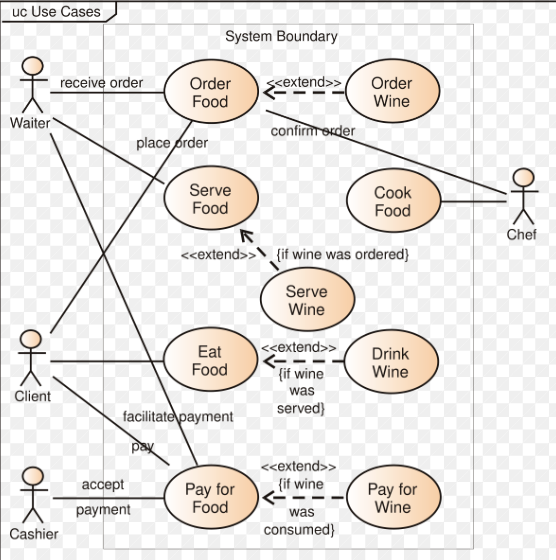 uc Use Cases
System Boundary
receive order
Order
Food
<<extend>>
Order
Wine
Waiter
place order
confirm order
Serve
Food
Cook
Food
Chef
<<extend>>
{if wine was ordered}
Serve
Wine
Client
Eat
Food
<<extend>>
{if wine
was
served}
Drink
Wine
facilitate payment
pay
accept
payment
Cashier
Pay for
Food
<<extend>>
{if wine
was
consumed}
Pay for
Wine